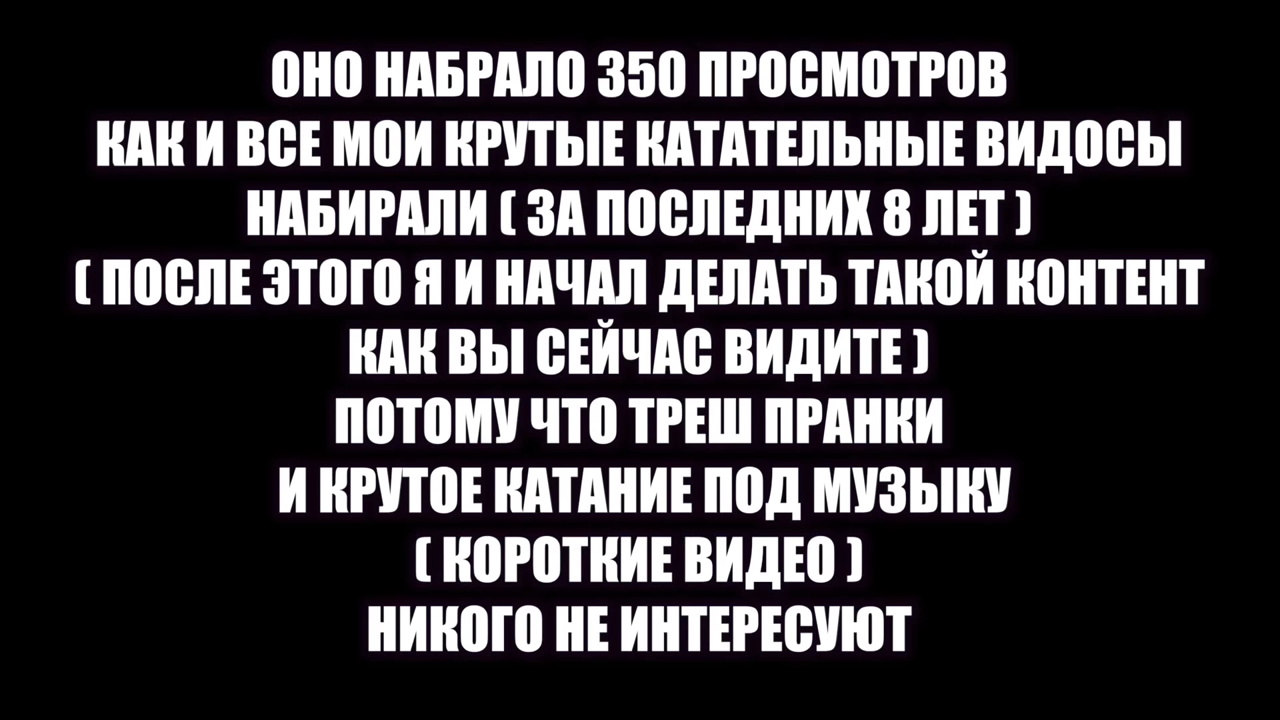 ОНО НАБРАЛО 350 ПРОСМОТРОВ
КАК И ВСЕ МОИ КРУТЫЕ КАТАТЕЛЬНЫЕ ВИДОСЫ
НАБИРАЛИ ( ЗА ПОСЛЕДНИХ 8 ЛЕТ )
( ПОСЛЕ ЭТОГО Я И НАЧАЛ ДЕЛАТЬ ТАКОЙ КОНТЕНТ
КАК ВЫ СЕЙЧАС ВИДИТЕ )
ПОТОМУ ЧТО ТРЕШ ПРАНКИ
И КРУТОЕ КАТАНИЕ ПОД МУЗЫКУ
( КОРОТКИЕ ВИДЕО )
НИКОГО НЕ ИНТЕРЕСУЮТ